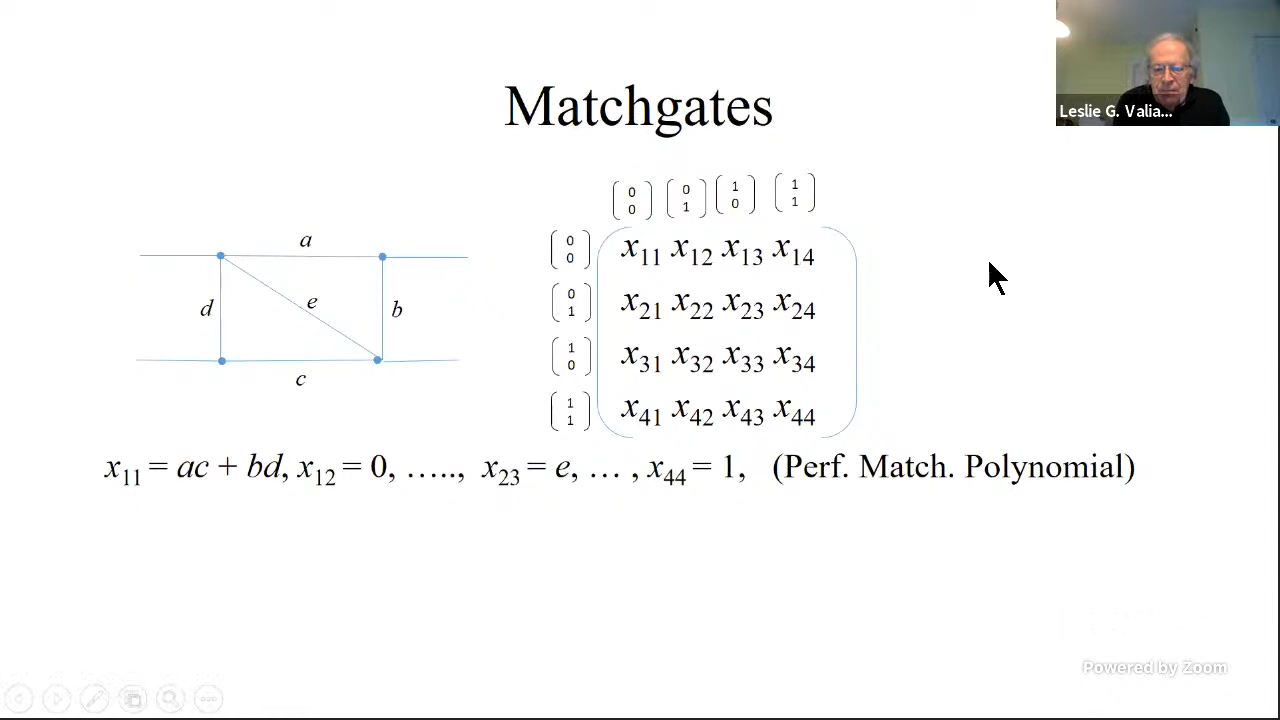 Leslie G. Valia...
Matchgates
0 0 1 1
0 1 0 1
a
d e b
c
0 0 x11 x12 x13 x14
0 1 x21 x22 x23 x24
1 0 x31 x32 x33 x34
1 1 x41 x42 x43 x44
x11 = ac + bd, x12 = 0, ….., x23 = e, … , x44 = 1, (Perf. Match. Polynomial)
Powered by Zoom